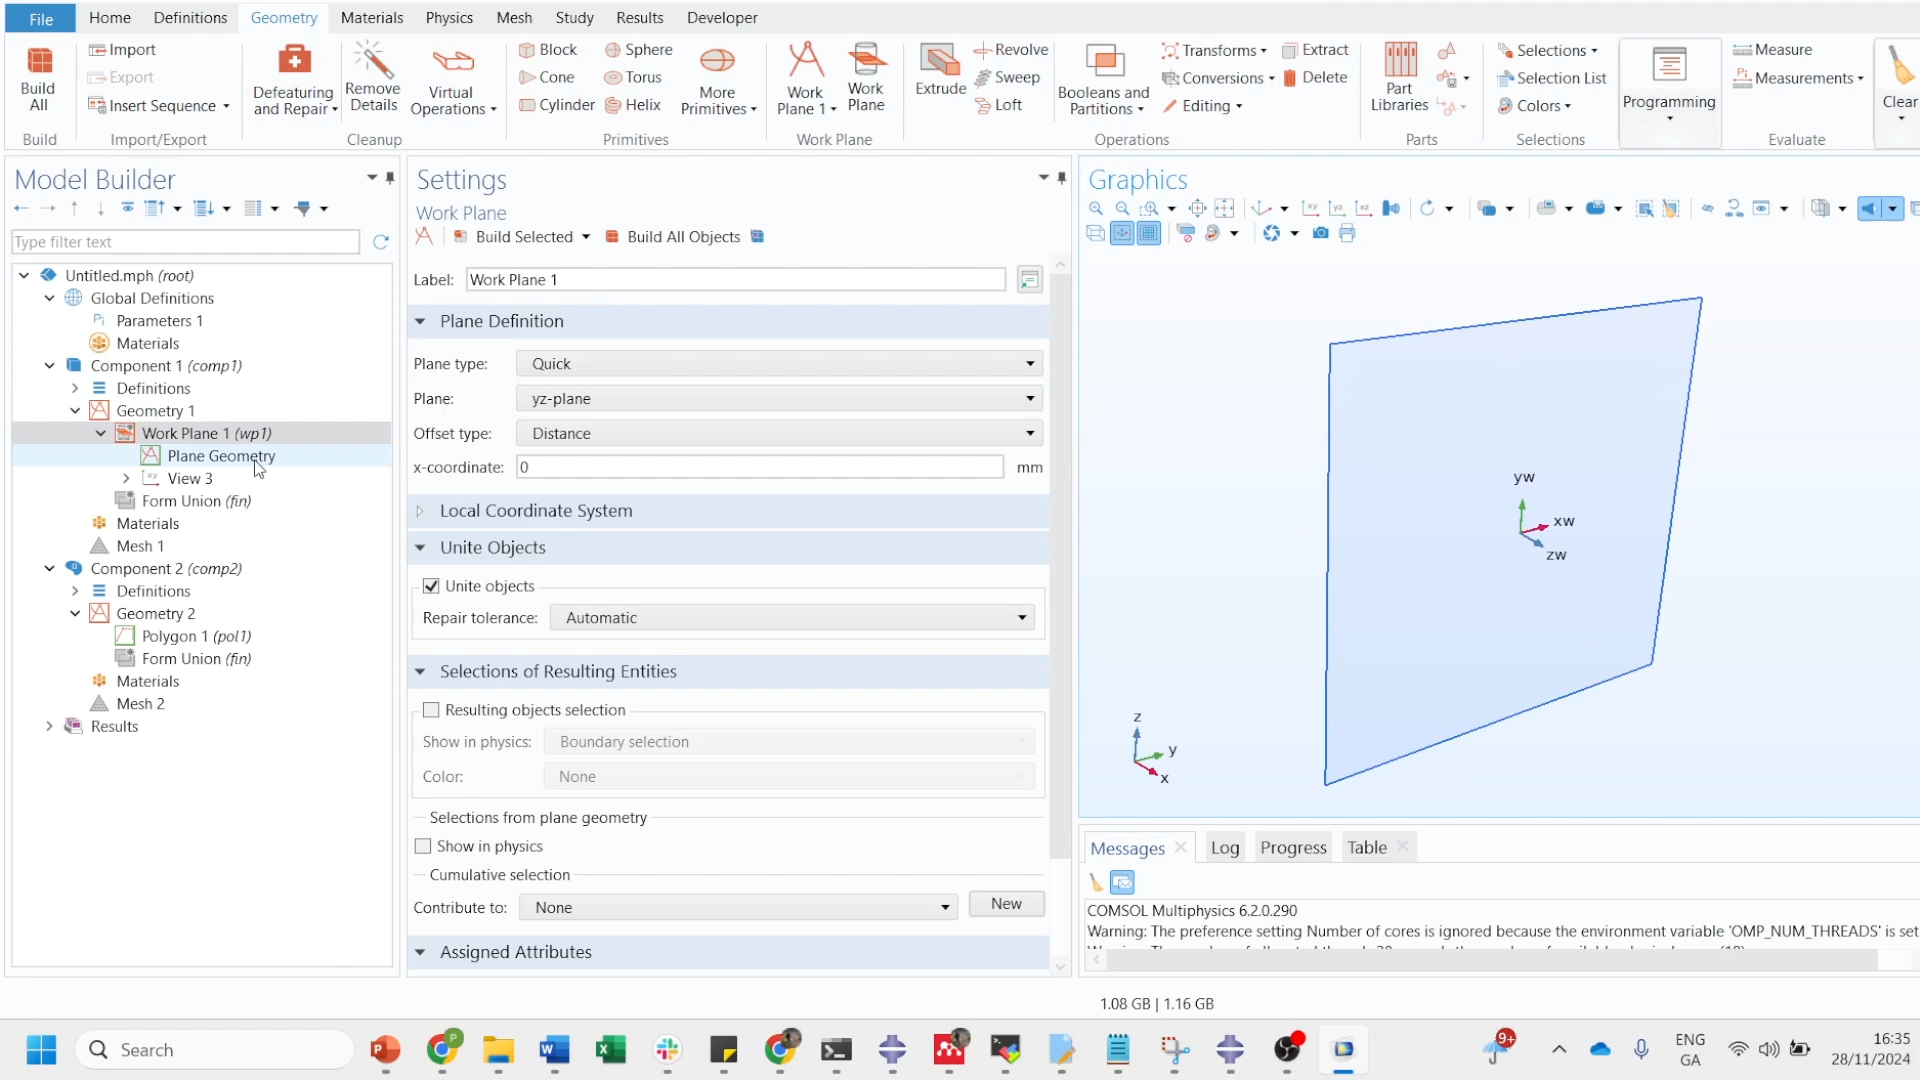 File Home Definitions Geometry Materials Physics Mesh Study Results Developer
Build All
Build
Import
Export
Insert Sequence
Import/Export
Defeaturing and Repair
Remove Details
Virtual Operations
Cleanup
Block Sphere
Cone Torus
Cylinder Helix
More Primitives
Primitives
Work Plane 1
Work Plane
Work Plane
Extrude
Revolve
Sweep
Loft
Booleans and Partitions
Transforms
Conversions
Editing
Extract
Delete
Operations
Part Libraries
Parts
Selections
Selection List
Colors
Selections
Programming
Measure
Measurements
Evaluate
Clear
Model Builder
Type filter text
Untitled.mph (root)
Global Definitions
Pi Parameters 1
Materials
Component 1 (comp1)
Definitions
Geometry 1
Work Plane 1 (wp1)
Plane Geometry
xy View 3
Form Union (fin)
Materials
Mesh 1
Component 2 (comp2)
Definitions
Geometry 2
Polygon 1 (pol1)
Form Union (fin)
Materials
Mesh 2
Results
Settings
Work Plane
Build Selected Build All Objects
Label: Work Plane 1
Plane Definition
Plane type: Quick
Plane: yz-plane
Offset type: Distance
x-coordinate: 0 mm
Local Coordinate System
Unite Objects
Unite objects
Repair tolerance: Automatic
Selections of Resulting Entities
Resulting objects selection
Show in physics: Boundary selection
Color: None
Selections from plane geometry
Show in physics
Cumulative selection
Contribute to: None New
Assigned Attributes
Graphics
xy yz xz
yw
xw
zw
z
y
x
Messages Log Progress Table
COMSOL Multiphysics 6.2.0.290
Warning: The preference setting Number of cores is ignored because the environment variable 'OMP_NUM_THREADS' is set
1.08 GB | 1.16 GB
Search
9+
ENG
GA
16:35
28/11/2024